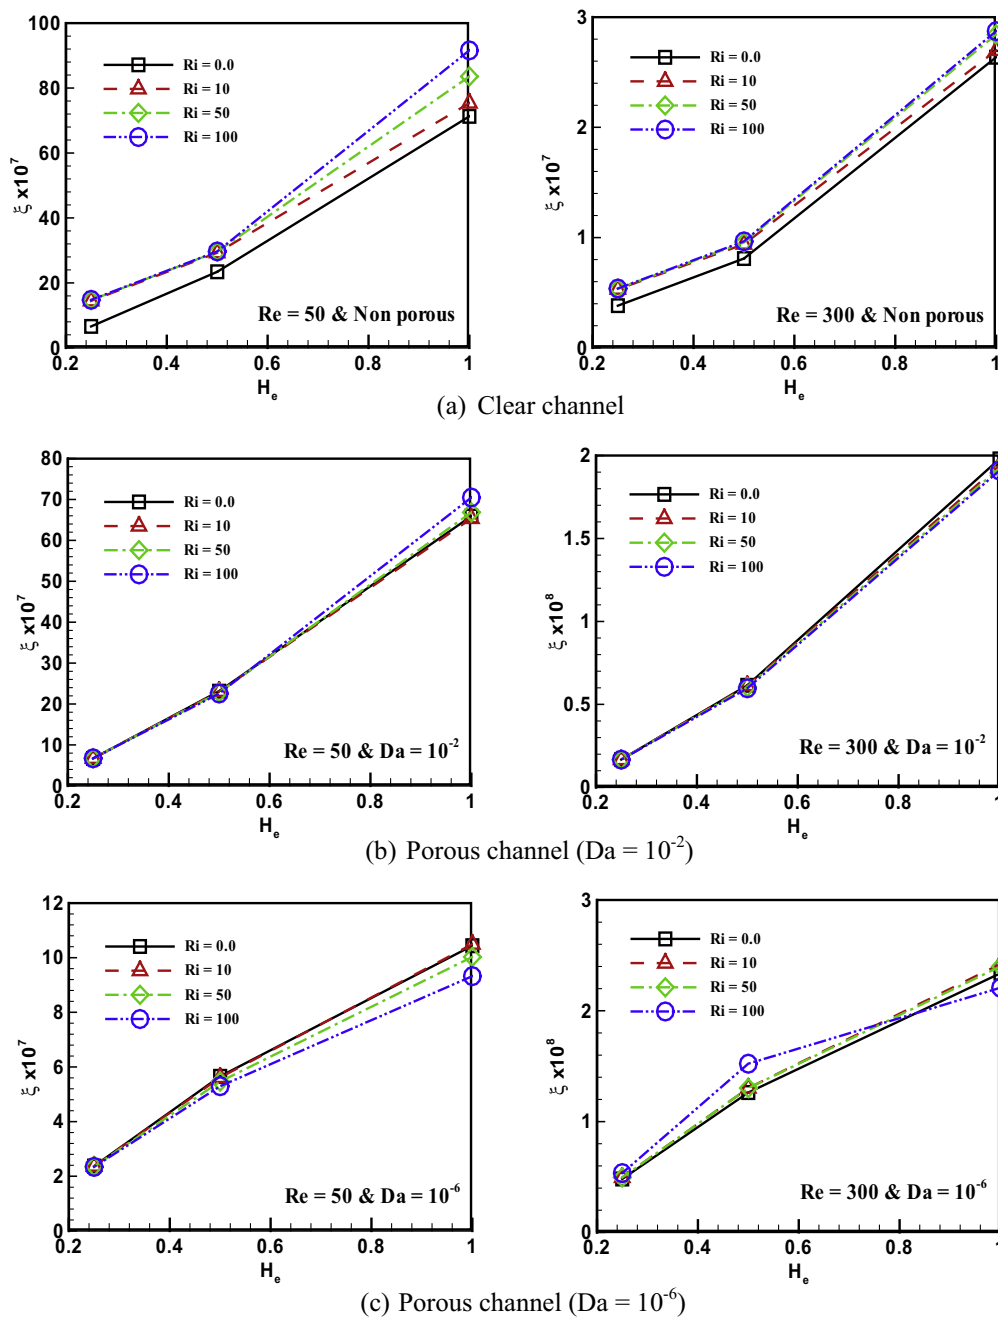 100
80
60
40
20
0
ξ x10⁷
Ri = 0.0
Ri = 10
Ri = 50
Ri = 100
Re = 50 & Non porous
0.2 0.4 0.6 0.8 1
Hₑ
3
2
1
0
ξ x10⁷
Ri = 0.0
Ri = 10
Ri = 50
Ri = 100
Re = 300 & Non porous
0.2 0.4 0.6 0.8 1
Hₑ
(a) Clear channel
80
70
60
50
40
30
20
10
0
ξ x10⁷
Ri = 0.0
Ri = 10
Ri = 50
Ri = 100
Re = 50 & Da = 10⁻²
0.2 0.4 0.6 0.8 1
Hₑ
2
1.5
1
0.5
0
ξ x10⁸
Ri = 0.0
Ri = 10
Ri = 50
Ri = 100
Re = 300 & Da = 10⁻²
0.2 0.4 0.6 0.8 1
Hₑ
(b) Porous channel (Da = 10⁻²)
12
10
8
6
4
2
0
ξ x10⁷
Ri = 0.0
Ri = 10
Ri = 50
Ri = 100
Re = 50 & Da = 10⁻⁶
0.2 0.4 0.6 0.8 1
Hₑ
3
2
1
0
ξ x10⁸
Ri = 0.0
Ri = 10
Ri = 50
Ri = 100
Re = 300 & Da = 10⁻⁶
0.2 0.4 0.6 0.8 1
Hₑ
(c) Porous channel (Da = 10⁻⁶)